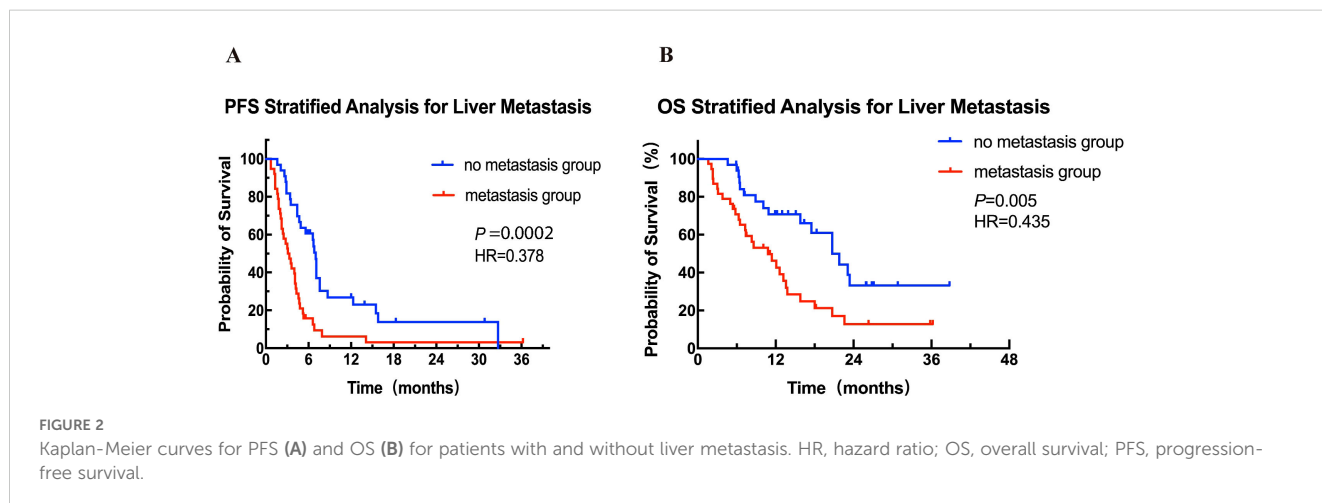 A
PFS Stratified Analysis for Liver Metastasis
Probability of Survival
100
80
60
40
20
0
no metastasis group
metastasis group
P =0.0002
HR=0.378
0 6 12 18 24 30 36
Time (months)
B
OS Stratified Analysis for Liver Metastasis
Probability of Survival (%)
100
80
60
40
20
0
no metastasis group
metastasis group
P=0.005
HR=0.435
0 12 24 36 48
Time (months)
FIGURE 2
Kaplan-Meier curves for PFS (A) and OS (B) for patients with and without liver metastasis. HR, hazard ratio; OS, overall survival; PFS, progression-
free survival.